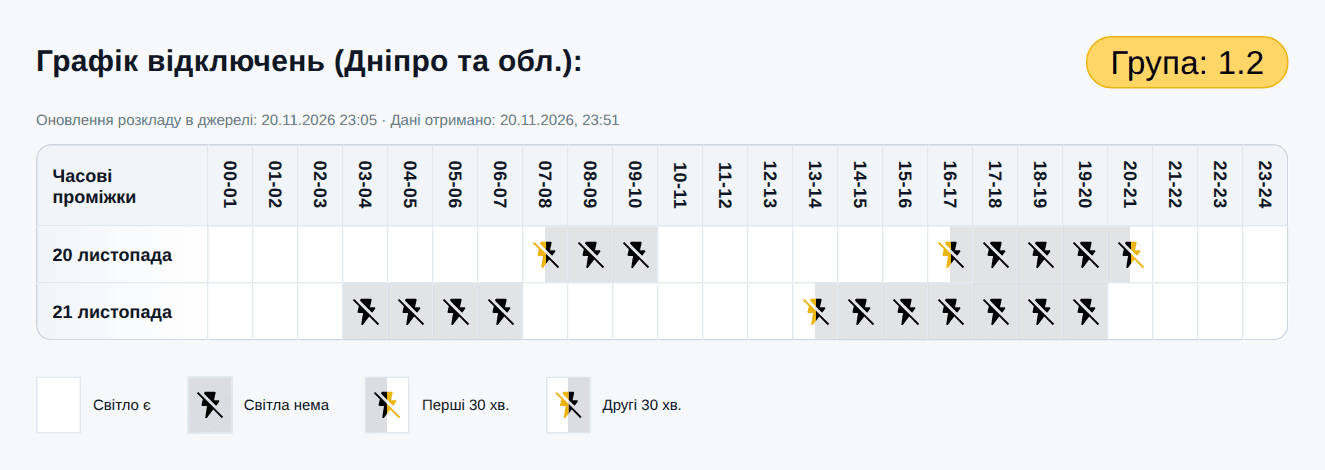 Графік відключень (Дніпро та обл.):
Група: 1.2
Оновлення розкладу в джерелі: 20.11.2026 23:05 · Дані отримано: 20.11.2026, 23:51
Часові
проміжки
00-01
01-02
02-03
03-04
04-05
05-06
06-07
07-08
08-09
09-10
10-11
11-12
12-13
13-14
14-15
15-16
16-17
17-18
18-19
19-20
20-21
21-22
22-23
23-24
20 листопада
21 листопада
Світло є
Світла нема
Перші 30 хв.
Другі 30 хв.